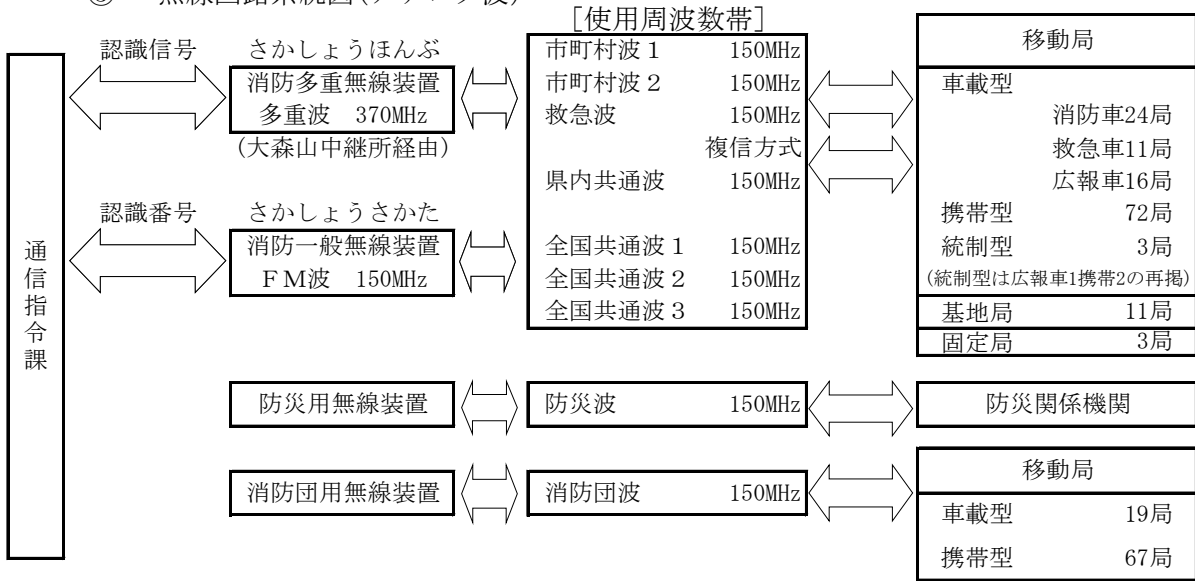 [使用周波数帯]
認識信号
さかしょうほんぶ
消防多重無線装置
多重波 370MHz
(大森山中継所経由)
認識番号
さかしょうさかた
消防一般無線装置
ＦＭ波 150MHz
通信指令課
市町村波１ 150MHz
市町村波２ 150MHz
救急波 150MHz
複信方式
県内共通波 150MHz
全国共通波１ 150MHz
全国共通波２ 150MHz
全国共通波３ 150MHz
移動局
車載型
消防車24局
救急車11局
広報車16局
携帯型 72局
統制型 3局
(統制型は広報車1携帯2の再掲)
基地局 11局
固定局 3局
防災用無線装置
防災波 150MHz
防災関係機関
消防団用無線装置
消防団波 150MHz
移動局
車載型 19局
携帯型 67局